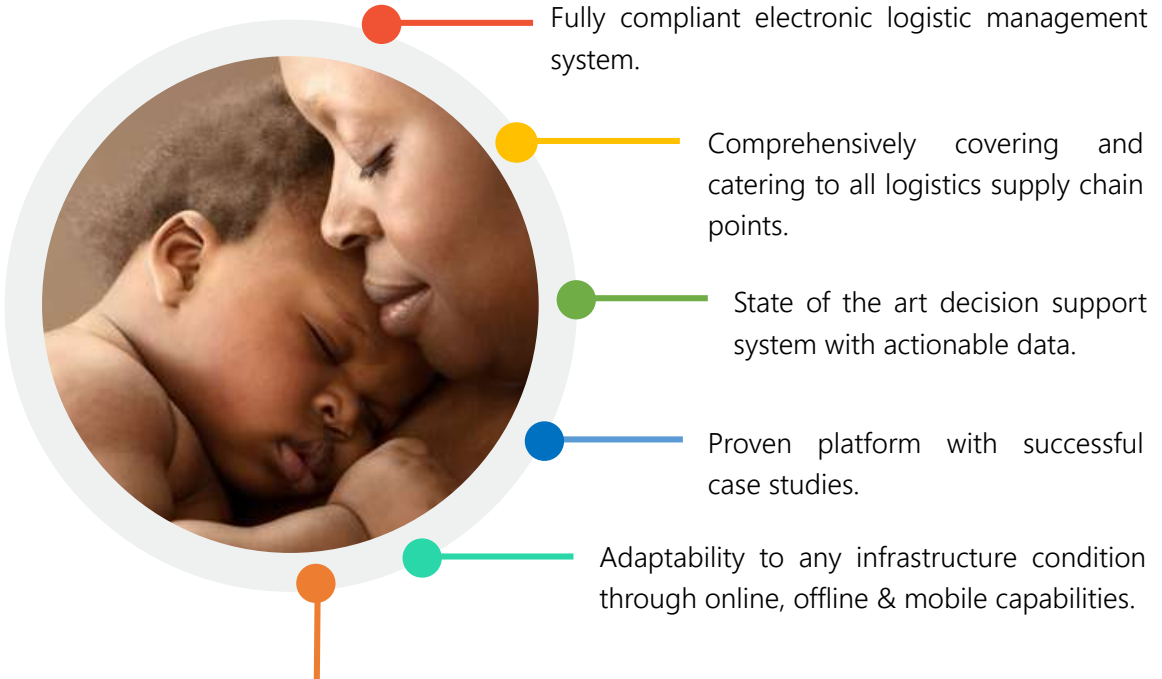 Fully compliant electronic logistic management
system.
Comprehensively covering and
catering to all logistics supply chain
points.
State of the art decision support
system with actionable data.
Proven platform with successful
case studies.
Adaptability to any infrastructure condition
through online, offline & mobile capabilities.